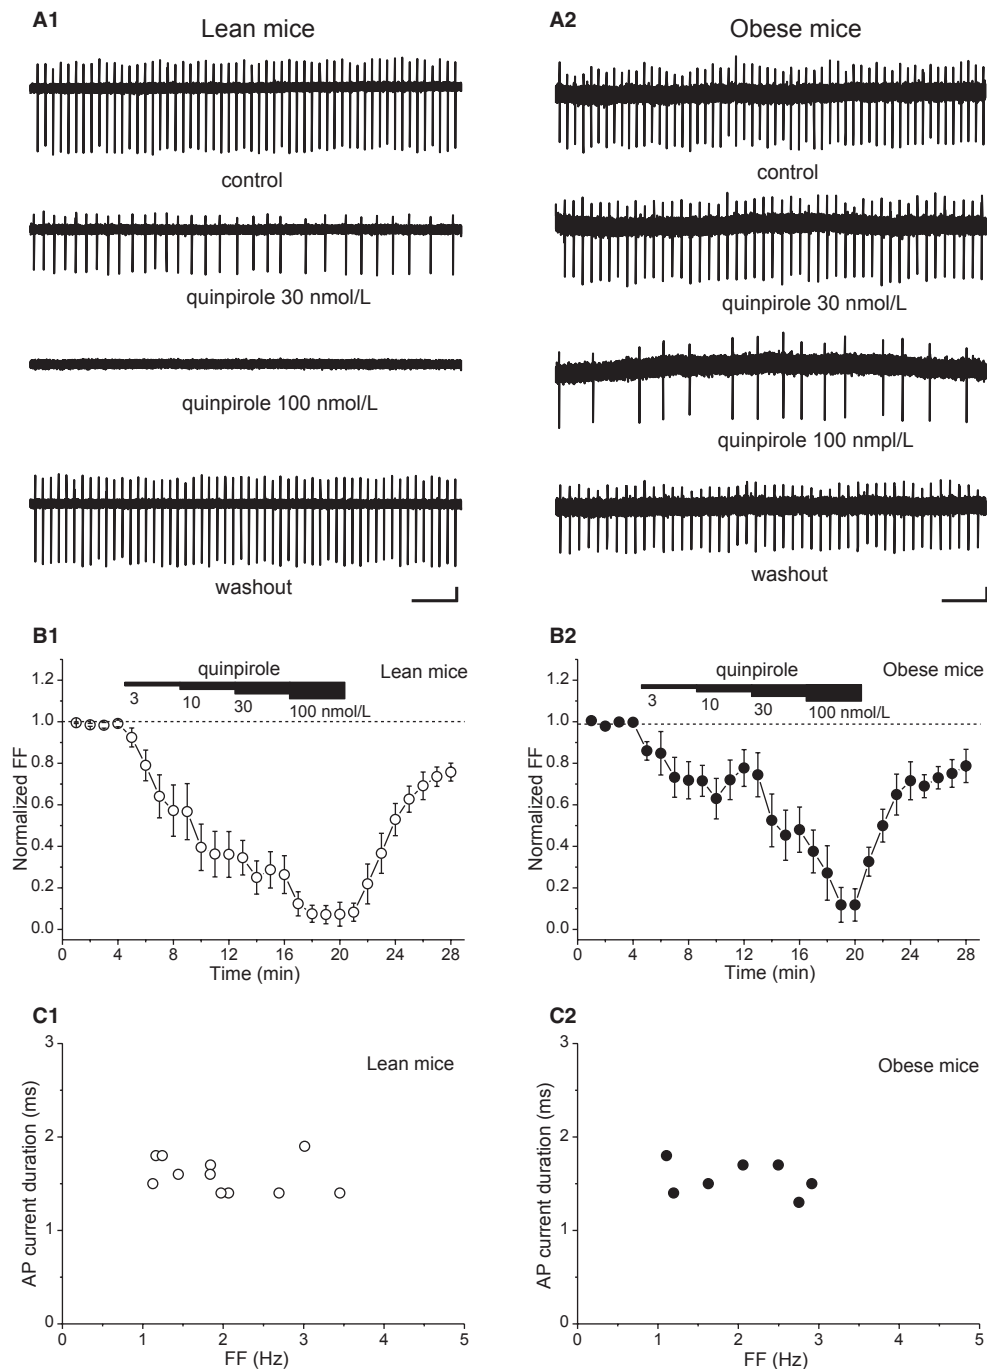 A1
Lean mice
control
quinpirole 30 nmol/L
quinpirole 100 nmol/L
washout
A2
Obese mice
control
quinpirole 30 nmol/L
quinpirole 100 nmpl/L
washout
B1
quinpirole
Lean mice
3
10
30
100 nmol/L
1.2
1.0
0.8
0.6
0.4
0.2
0.0
Normalized FF
0 4 8 12 16 20 24 28
Time (min)
B2
quinpirole
Obese mice
3
10
30
100 nmol/L
1.2
1.0
0.8
0.6
0.4
0.2
0.0
Normalized FF
0 4 8 12 16 20 24 28
Time (min)
C1
Lean mice
3
2
1
0
AP current duration (ms)
0 1 2 3 4 5
FF (Hz)
C2
Obese mice
3
2
1
0
AP current duration (ms)
0 1 2 3 4 5
FF (Hz)